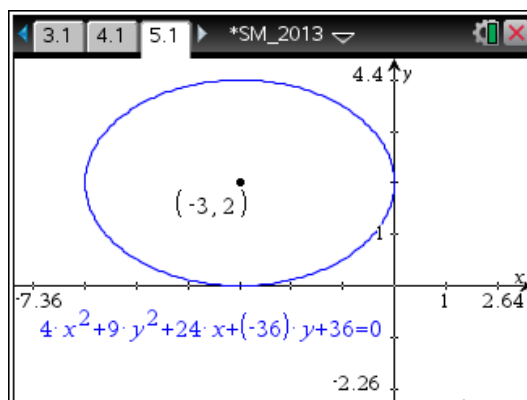 3.1 4.1 5.1 *SM_2013
4.4 y
(-3,2)
1
-7.36 1 2.64 x
4·x²+9·y²+24·x+(-36)·y+36=0
-2.26